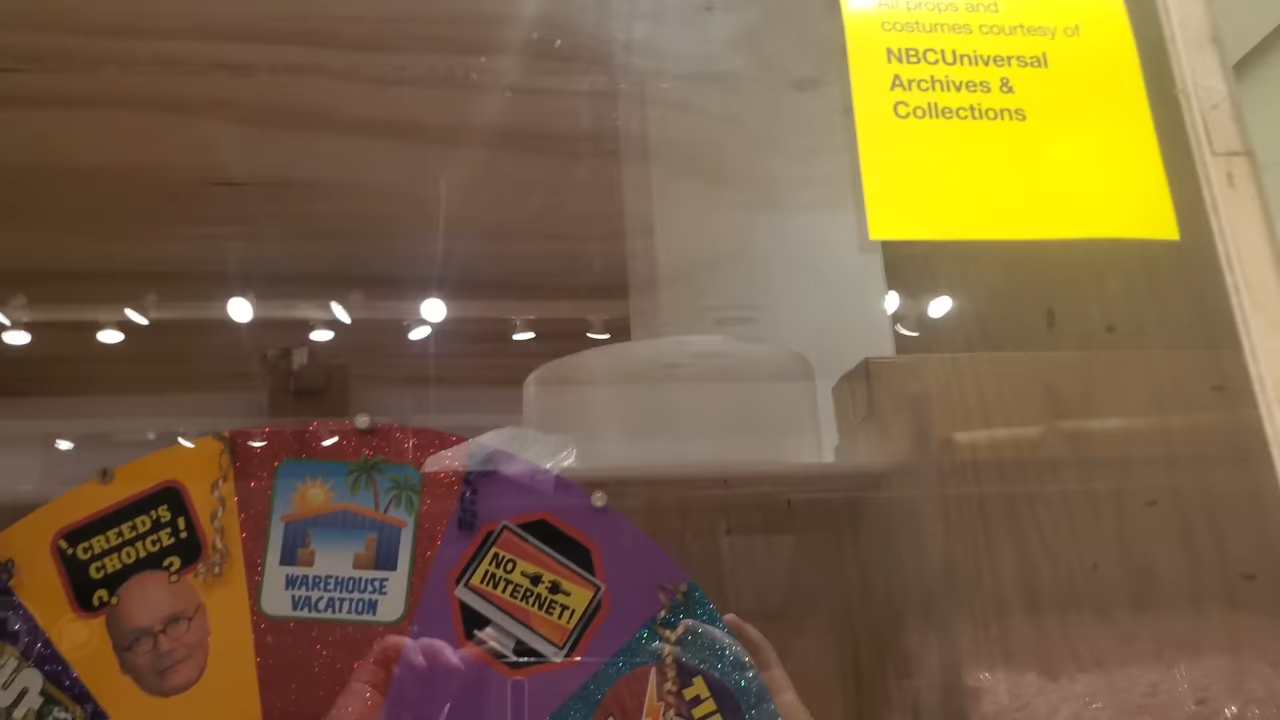 All props and
costumes courtesy of
NBCUniversal
Archives &
Collections
CREED'S
CHOICE!
? ?
WAREHOUSE
VACATION
NO
INTERNET!